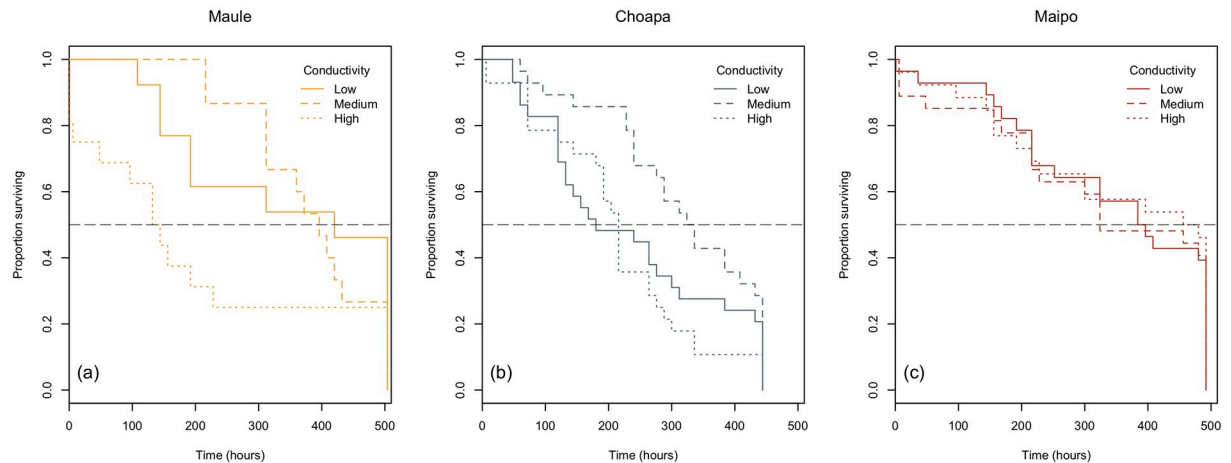 Maule
Choapa
Maipo
Proportion surviving
1.0
0.8
0.6
0.4
0.2
0.0
Conductivity
Low
Medium
High
(a)
0 100 200 300 400 500
Time (hours)
Proportion surviving
1.0
0.8
0.6
0.4
0.2
0.0
Conductivity
Low
Medium
High
(b)
0 100 200 300 400 500
Time (hours)
Proportion surviving
1.0
0.8
0.6
0.4
0.2
0.0
Conductivity
Low
Medium
High
(c)
0 100 200 300 400 500
Time (hours)